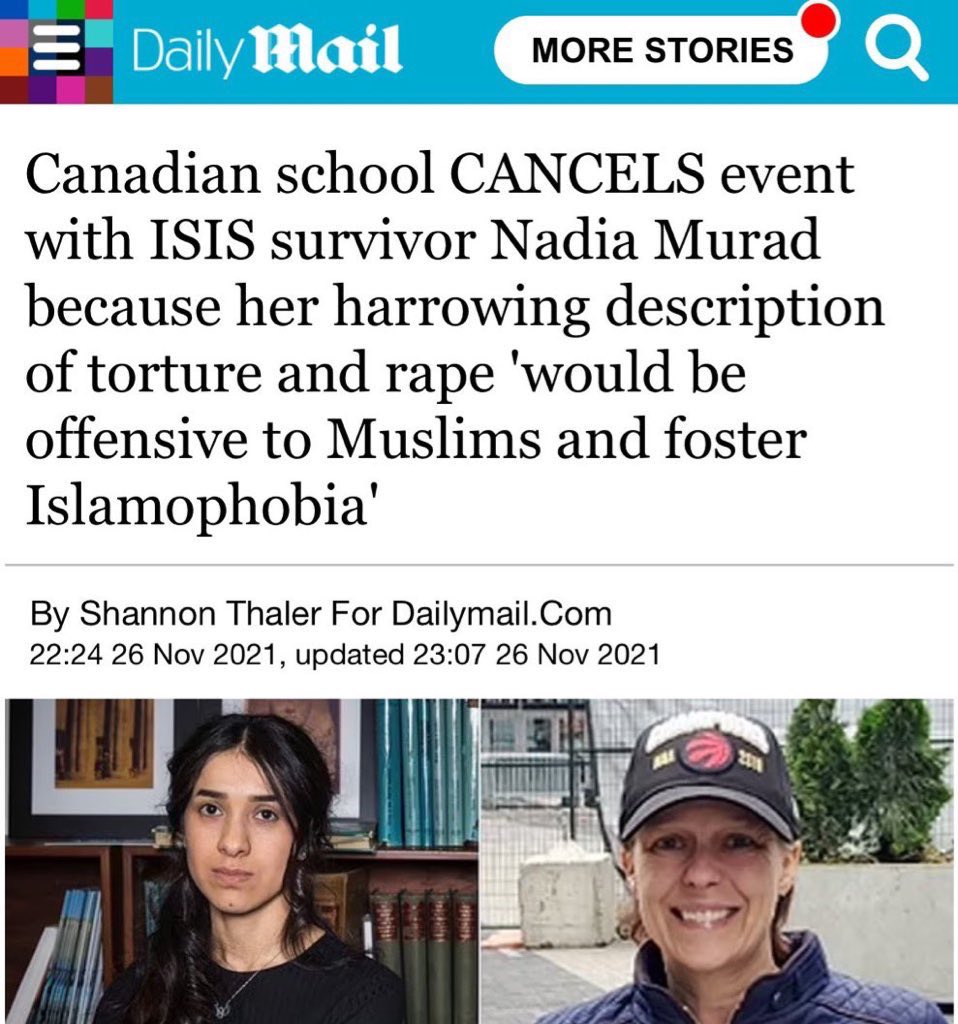 Daily Mail
MORE STORIES
Canadian school CANCELS event
with ISIS survivor Nadia Murad
because her harrowing description
of torture and rape 'would be
offensive to Muslims and foster
Islamophobia'
By Shannon Thaler For Dailymail.Com
22:24 26 Nov 2021, updated 23:07 26 Nov 2021